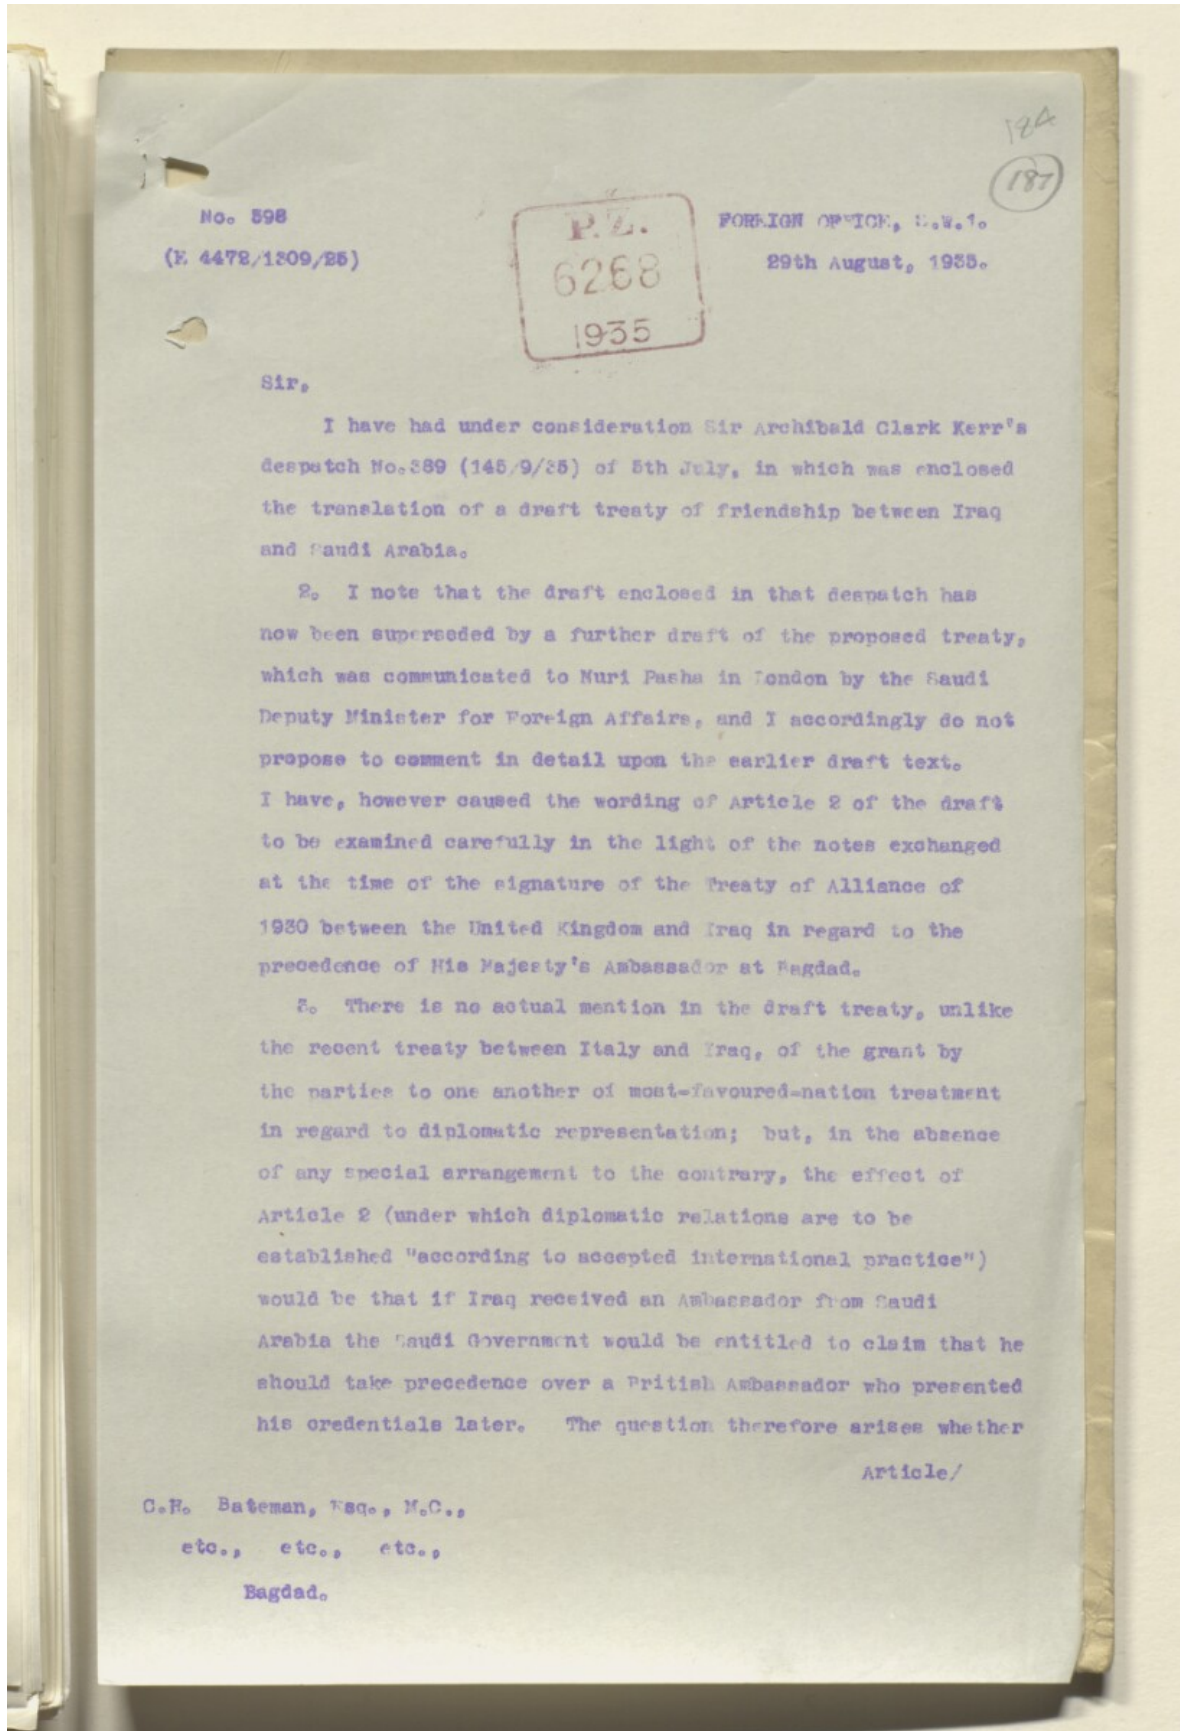 184
187
No. 598
(E 4472/1309/25)
P.Z.
6268
1935
FOREIGN OFFICE, S.W.1.
29th August, 1935.
Sir,
I have had under consideration Sir Archibald Clark Kerr's
despatch No.389 (145/9/35) of 5th July, in which was enclosed
the translation of a draft treaty of friendship between Iraq
and Saudi Arabia.
2. I note that the draft enclosed in that despatch has
now been superseded by a further draft of the proposed treaty,
which was communicated to Nuri Pasha in London by the Saudi
Deputy Minister for Foreign Affairs, and I accordingly do not
propose to comment in detail upon the earlier draft text.
I have, however caused the wording of Article 2 of the draft
to be examined carefully in the light of the notes exchanged
at the time of the signature of the Treaty of Alliance of
1930 between the United Kingdom and Iraq in regard to the
precedence of His Majesty's Ambassador at Bagdad.
3. There is no actual mention in the draft treaty, unlike
the recent treaty between Italy and Iraq, of the grant by
the parties to one another of most-favoured-nation treatment
in regard to diplomatic representation; but, in the absence
of any special arrangement to the contrary, the effect of
Article 2 (under which diplomatic relations are to be
established "according to accepted international practice")
would be that if Iraq received an Ambassador from Saudi
Arabia the Saudi Government would be entitled to claim that he
should take precedence over a British Ambassador who presented
his credentials later. The question therefore arises whether
Article/
C.H. Bateman, Esq., M.C.,
etc., etc., etc.,
Bagdad.